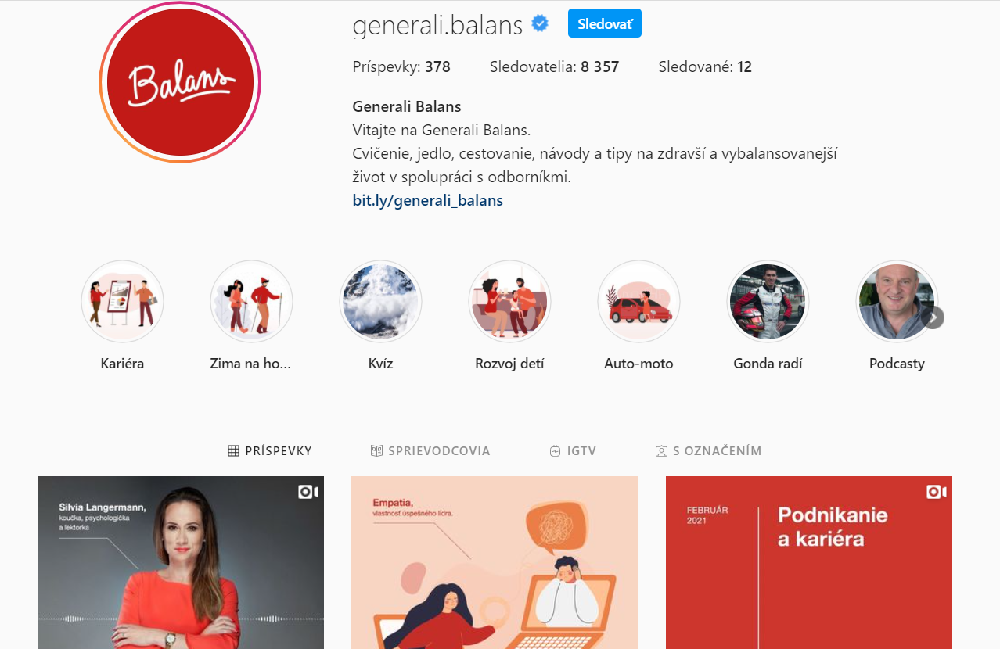 Balans
generali.balans
Sledovať
Príspevky: 378 Sledovatelia: 8 357 Sledované: 12
Generali Balans
Vitajte na Generali Balans.
Cvičenie, jedlo, cestovanie, návody a tipy na zdravší a vybalansovanejší
život v spolupráci s odborníkmi.
bit.ly/generali_balans
Kariéra
Zima na ho...
Kvíz
Rozvoj detí
Auto-moto
Gonda radí
Podcasty
PRÍSPEVKY
SPRIEVODCOVIA
IGTV
S OZNAČENÍM
Silvia Langermann,
koučka, psychologička
a lektorka
Empatia,
vlastnosť úspešného lídra.
FEBRUÁR
2021
Podnikanie
a kariéra